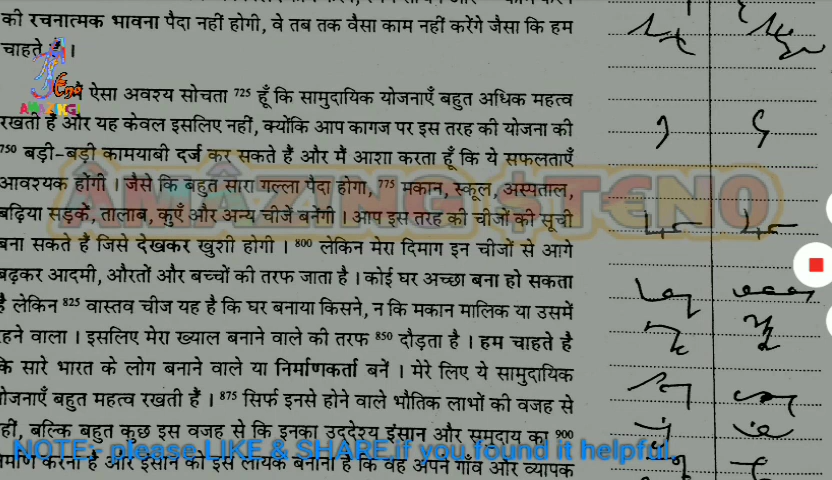 की रचनात्मक भावना पैदा नहीं होगी, वे तब तक वैसा काम नहीं करेंगे जैसा कि हम
चाहते हैं।
मैं ऐसा अवश्य सोचता 725 हूँ कि सामुदायिक योजनाएँ बहुत अधिक महत्व
रखती है और यह केवल इसलिए नहीं, क्योंकि आप कागज पर इस तरह की योजना की
750 बड़ी-बड़ी कामयाबी दर्ज कर सकते हैं और मैं आशा करता हूँ कि ये सफलताएँ
आवश्यक होंगी। जैसे कि बहुत सारा गल्ला पैदा होगा, 775 मकान, स्कूल, अस्पताल,
बढ़िया सड़कें, तालाब, कुएँ और अन्य चीजें बनेंगी। आप इस तरह की चीजों की सूची
बना सकते हैं जिसे देखकर खुशी होगी। 800 लेकिन मेरा दिमाग इन चीजों से आगे
बढ़कर आदमी, औरतों और बच्चों की तरफ जाता है। कोई घर अच्छा बना हो सकता
है लेकिन 825 वास्तव चीज यह है कि घर बनाया किसने, न कि मकान मालिक या उसमें
रहने वाला। इसलिए मेरा ख्याल बनाने वाले की तरफ 850 दौड़ता है। हम चाहते है
कि सारे भारत के लोग बनाने वाले या निर्माणकर्ता बनें। मेरे लिए ये सामुदायिक
योजनाएँ बहुत महत्व रखती हैं। 875 सिर्फ इनसे होने वाले भौतिक लाभों की वजह से
हीं, बल्कि बहुत कुछ इस वजह से कि इनका उद्देश्य इंसान और समुदाय का 900
र्माण करना है और इंसान को इस लायक बनाना है कि वह अपने गाँव और व्यापक
AMAZING $TENO
AMAZING
NOTE:- please LIKE & SHARE,if you found it helpful